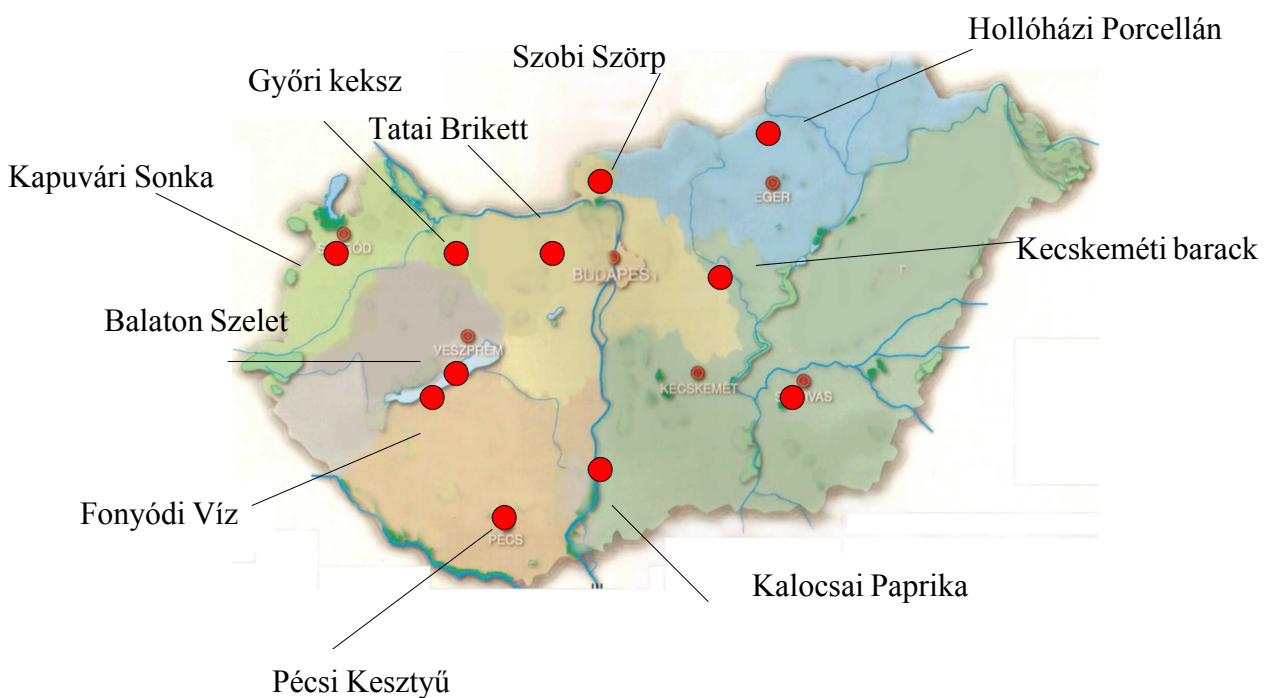 Hollóházi Porcellán
Szobi Szörp
Győri keksz
Tatai Brikett
Kapuvári Sonka
EGER
Kecskeméti barack
BUDAPEST
Balaton Szelet
VESZPRÉM
KECSKEMÉT
Fonyódi Víz
PÉCS
Kalocsai Paprika
Pécsi Kesztyű